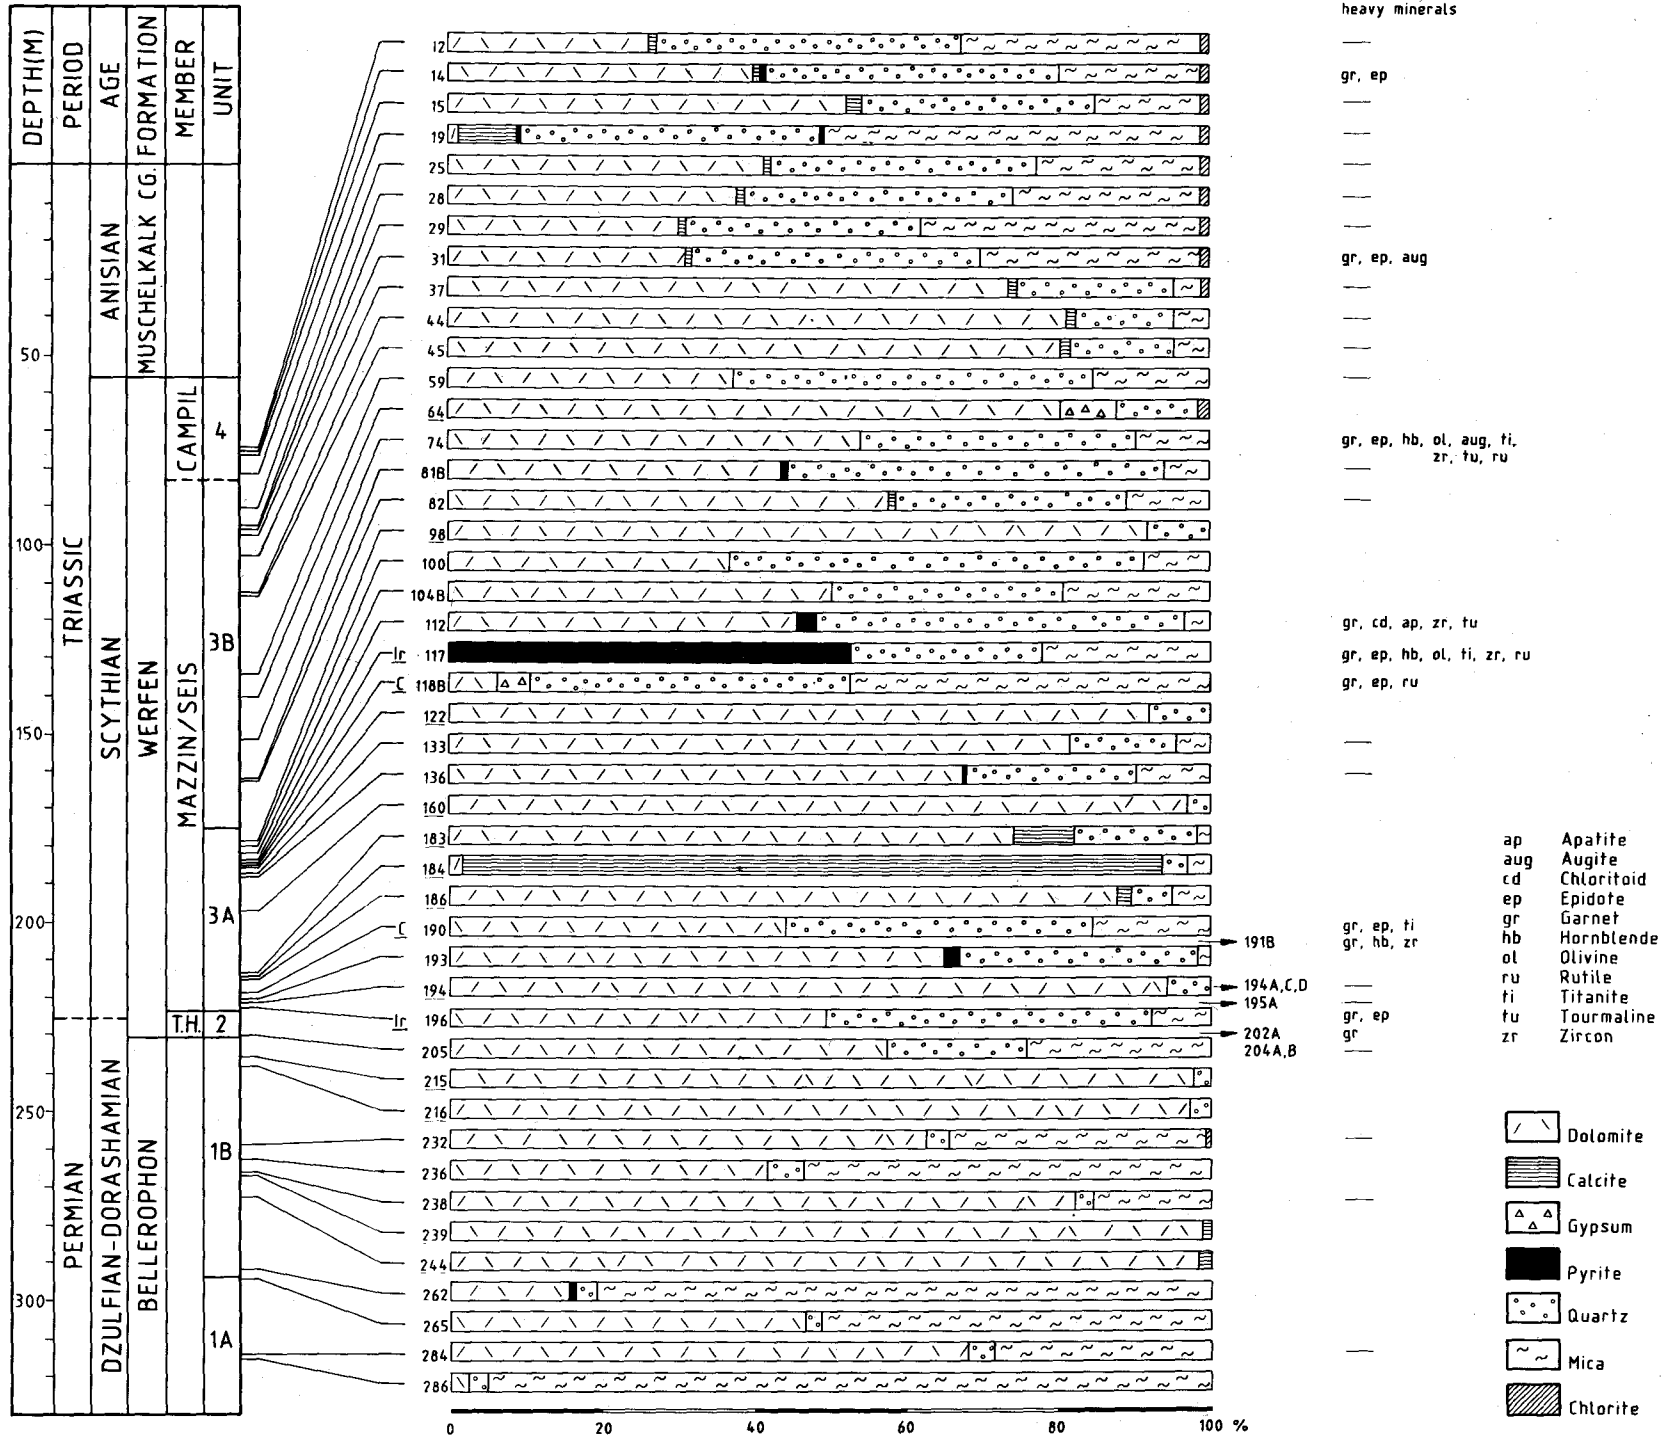 heavy minerals
DEPTH(M)
PERIOD
AGE
FORMATION
MEMBER
UNIT
50
100
150
200
250
300
TRIASSIC
PERMIAN
ANISIAN
SCYTHIAN
DZULFIAN-DORASHAMIAN
MUSCHELKALK CG.
WERFEN
BELLEROPHON
CAMPIL
MAZZIN/SEIS
T.H.
4
3B
3A
2
1B
1A
12
14 gr, ep
15
19
25
28
29
31 gr, ep, aug
37
44
45
59
64
74 gr, ep, hb, ol, aug, ti,
zr, tu, ru
81B
82
98
100
104B
112 gr, cd, ap, zr, tu
Ir 117 gr, ep, hb, ol, ti, zr, ru
C 118B gr, ep, ru
122
133
136
160
183
184
186
C 190 gr, ep, ti
191B gr, hb, zr
193
194 194A,C,D
195A
Ir 196 gr, ep
202A gr
205 204A,B
215
216
232
236
238
239
244
262
265
284
286
0 20 40 60 80 100 %
ap Apatite
aug Augite
cd Chloritoid
ep Epidote
gr Garnet
hb Hornblende
ol Olivine
ru Rutile
ti Titanite
tu Tourmaline
zr Zircon
Dolomite
Calcite
Gypsum
Pyrite
Quartz
Mica
Chlorite